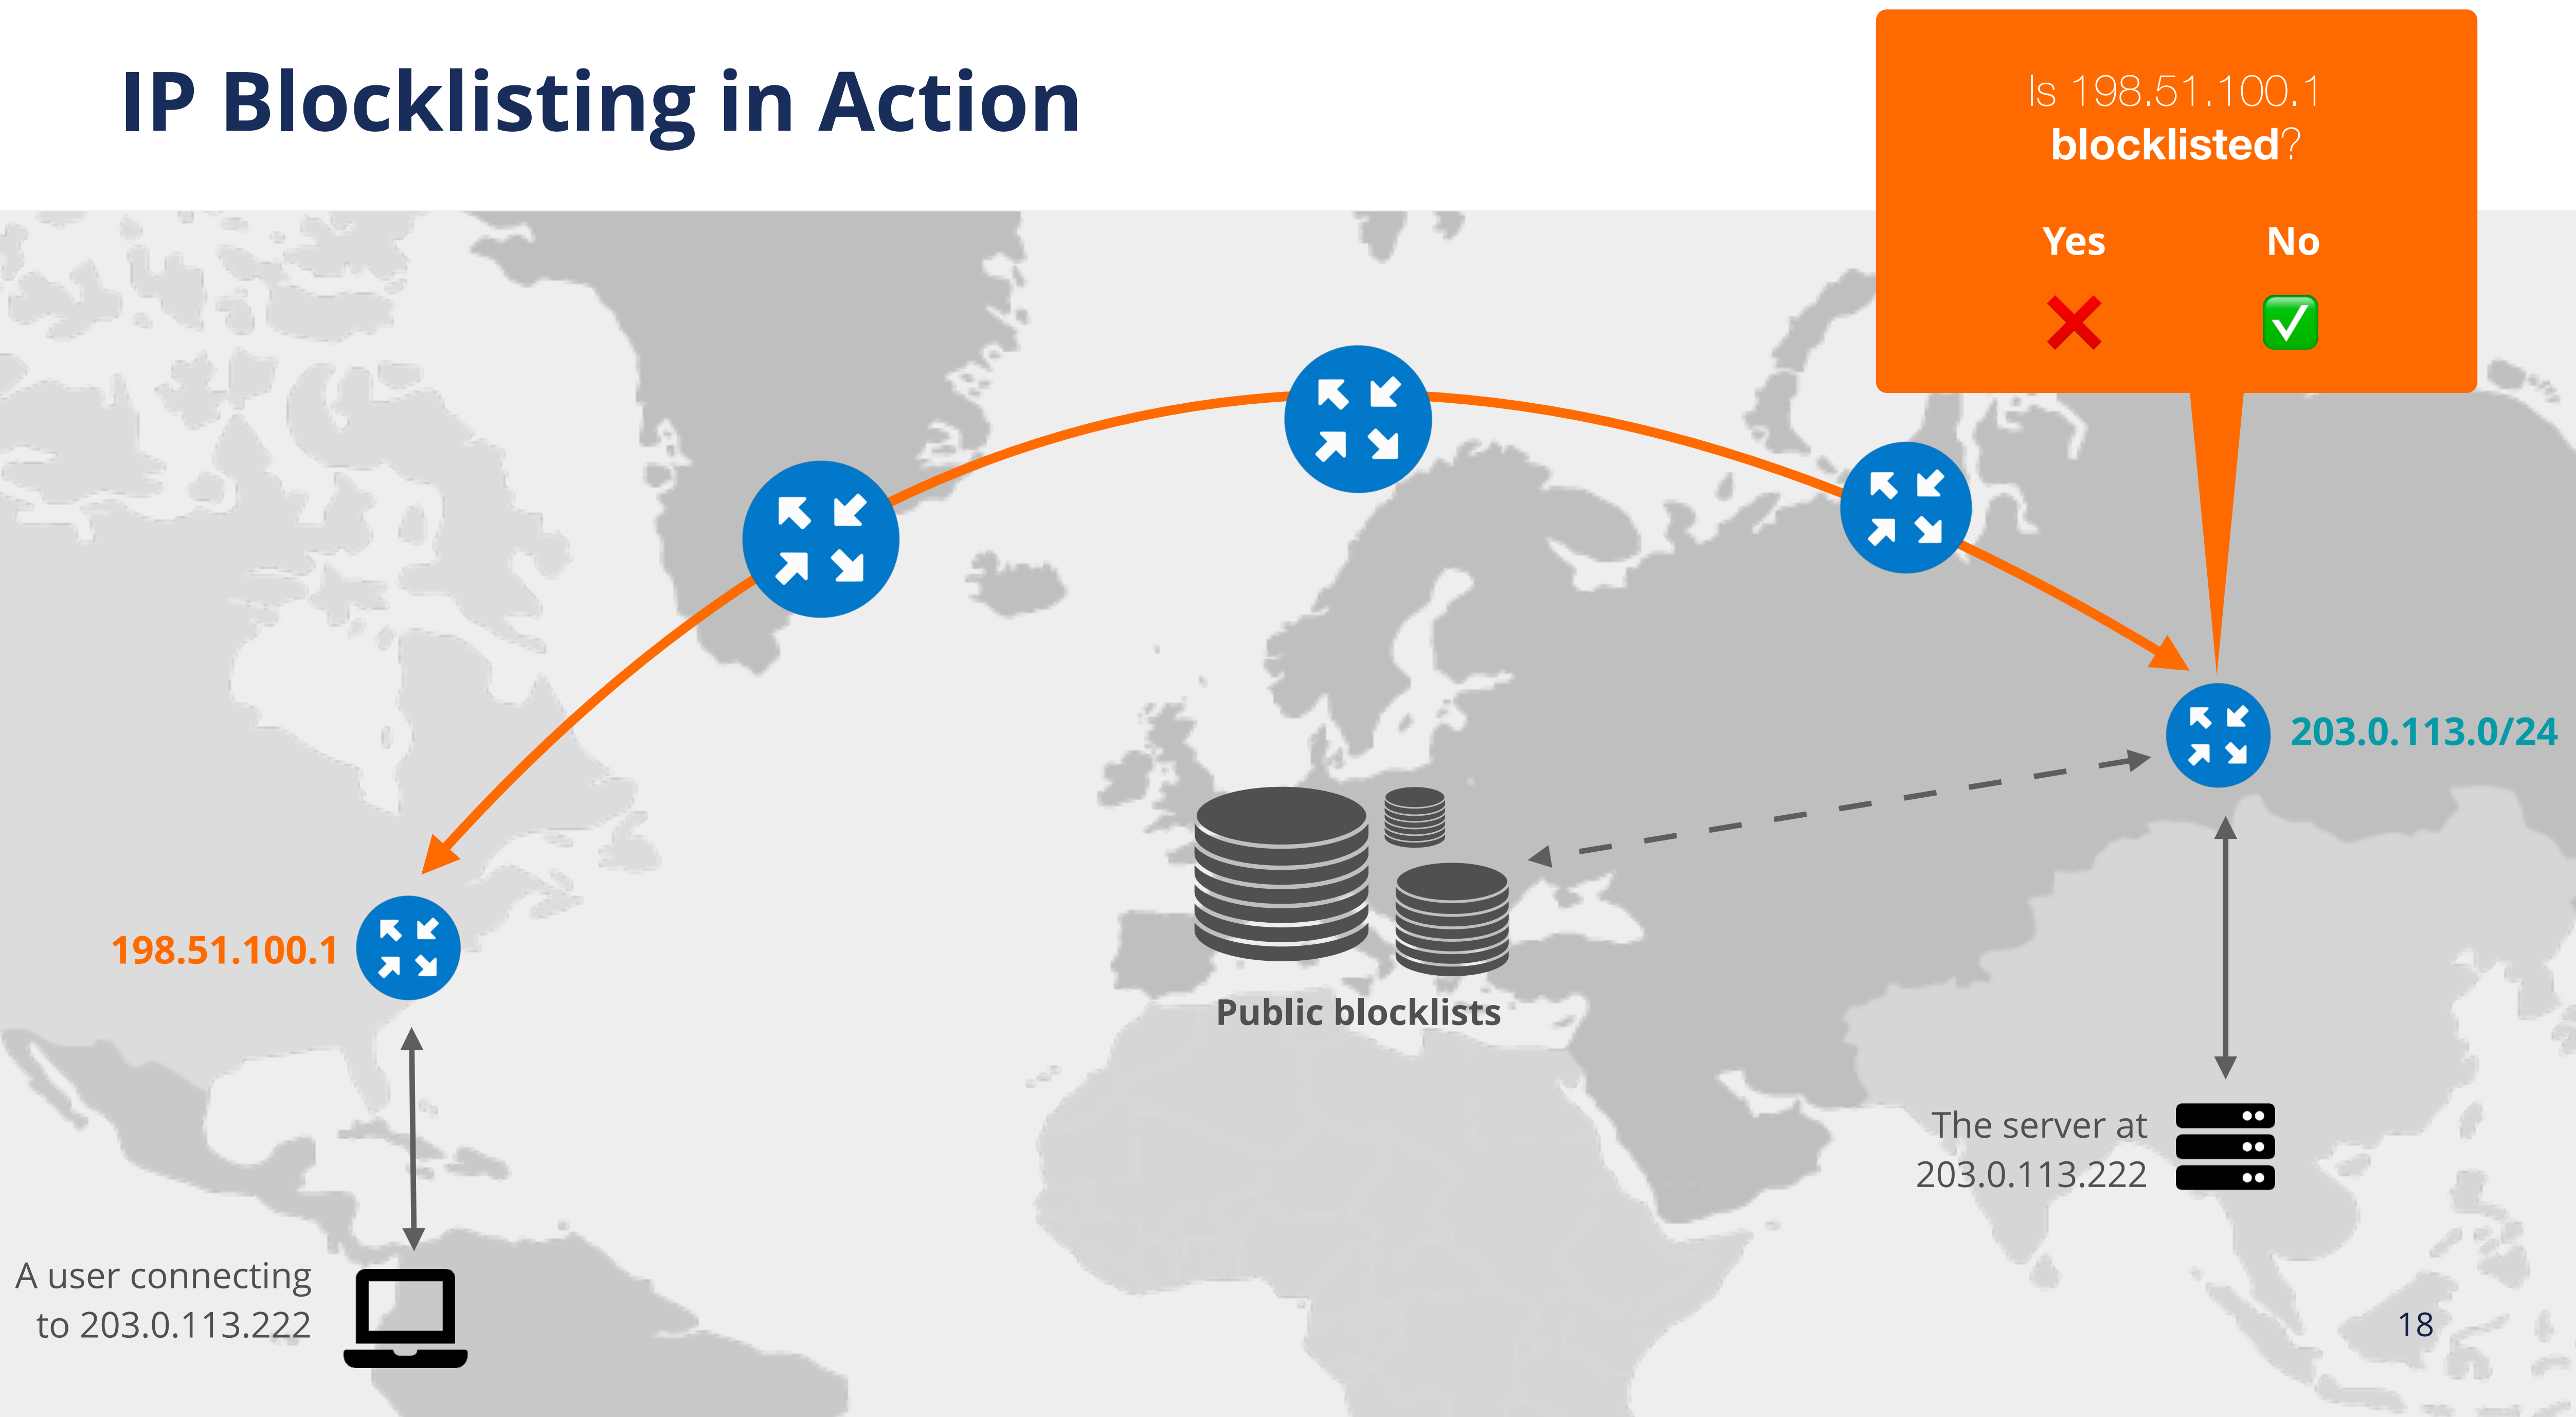 IP Blocklisting in Action
Is 198.51.100.1
blocklisted?
Yes No
203.0.113.0/24
198.51.100.1
Public blocklists
The server at
203.0.113.222
A user connecting
to 203.0.113.222
18